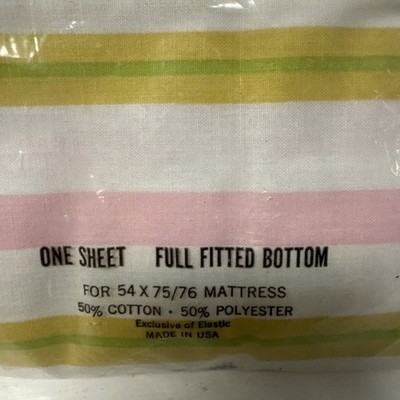 ONE SHEET FULL FITTED BOTTOM
FOR 54 X 75/76 MATTRESS
50% COTTON · 50% POLYESTER
Exclusive of Elastic
MADE IN USA